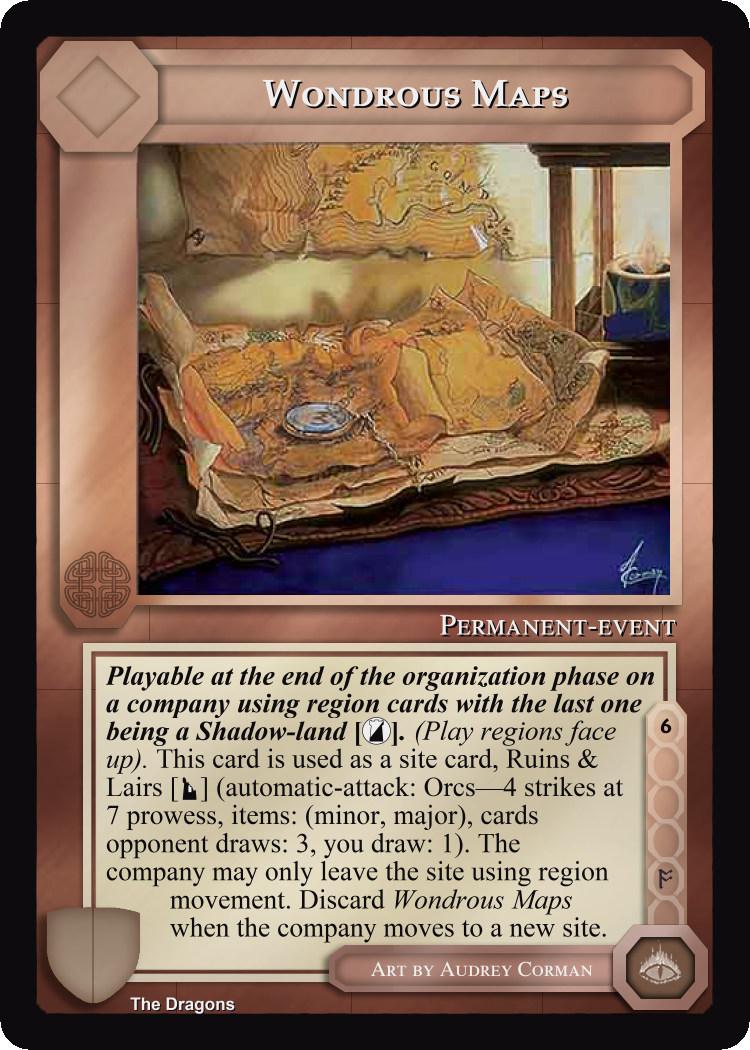 Wondrous Maps
GOND
Permanent-event
Playable at the end of the organization phase on
a company using region cards with the last one
being a Shadow-land [ ]. (Play regions face
up). This card is used as a site card, Ruins &
Lairs [ ] (automatic-attack: Orcs—4 strikes at
7 prowess, items: (minor, major), cards
opponent draws: 3, you draw: 1). The
company may only leave the site using region
movement. Discard Wondrous Maps
when the company moves to a new site.
6
Art by Audrey Corman
The Dragons